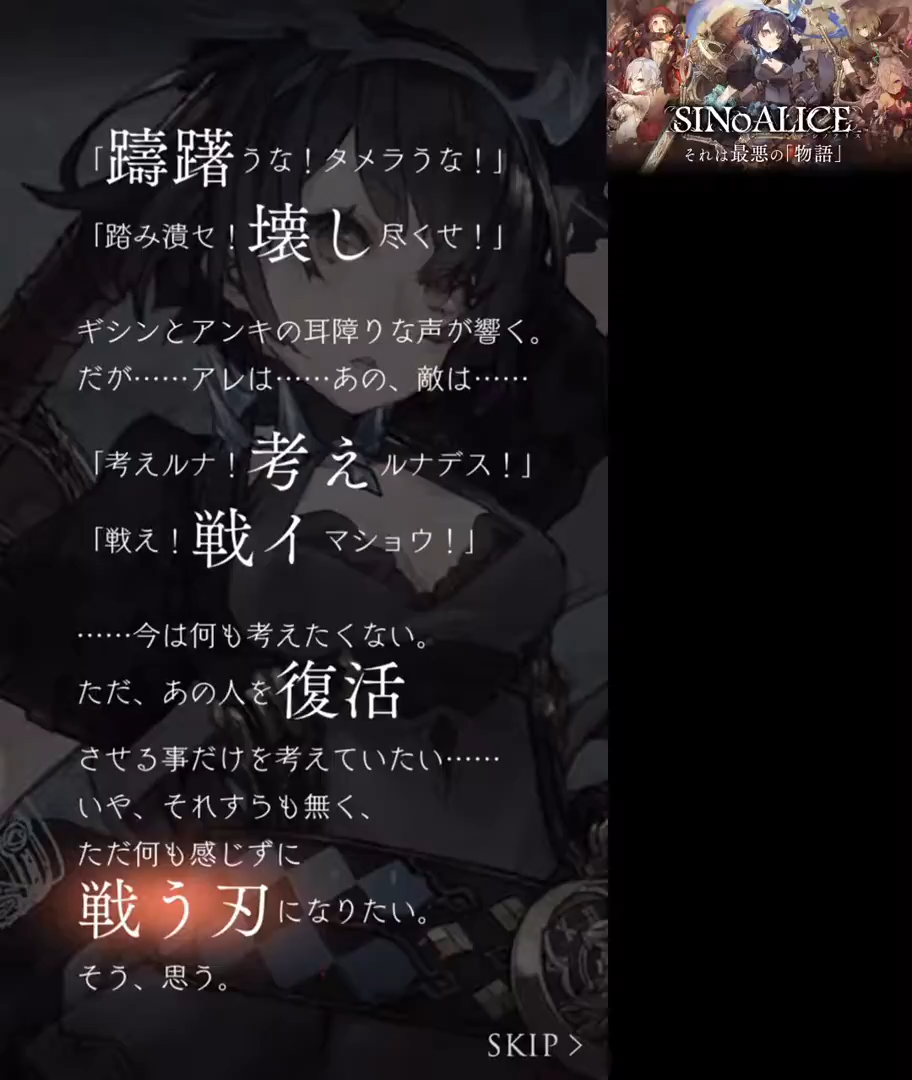 「躊躇うな！タメラうな！」
「踏み潰セ！壊し尽くせ！」
ギシンとアンキの耳障りな声が響く。
だが……アレは……あの、敵は……
「考えルナ！考えルナデス！」
「戦え！戦イマショウ！」
……今は何も考えたくない。
ただ、あの人を復活
させる事だけを考えていたい……
いや、それすらも無く、
ただ何も感じずに
戦う刃になりたい。
そう、思う。
SKIP >
SINoALICE
それは最悪の「物語」